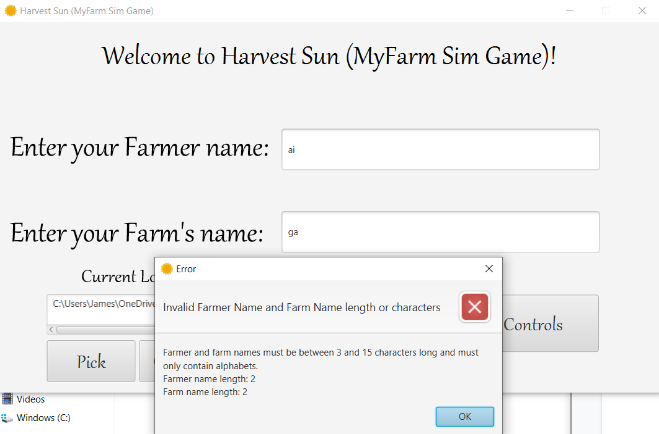 Harvest Sun (MyFarm Sim Game)
Welcome to Harvest Sun (MyFarm Sim Game)!
Enter your Farmer name:
ai
Enter your Farm's name:
ga
Current Lo
Error
C:\Users\James\OneDrive
Invalid Farmer Name and Farm Name length or characters
Controls
Pick
Farmer and farm names must be between 3 and 15 characters long and must
only contain alphabets.
Farmer name length: 2
Farm name length: 2
Videos
Windows (C:)
OK